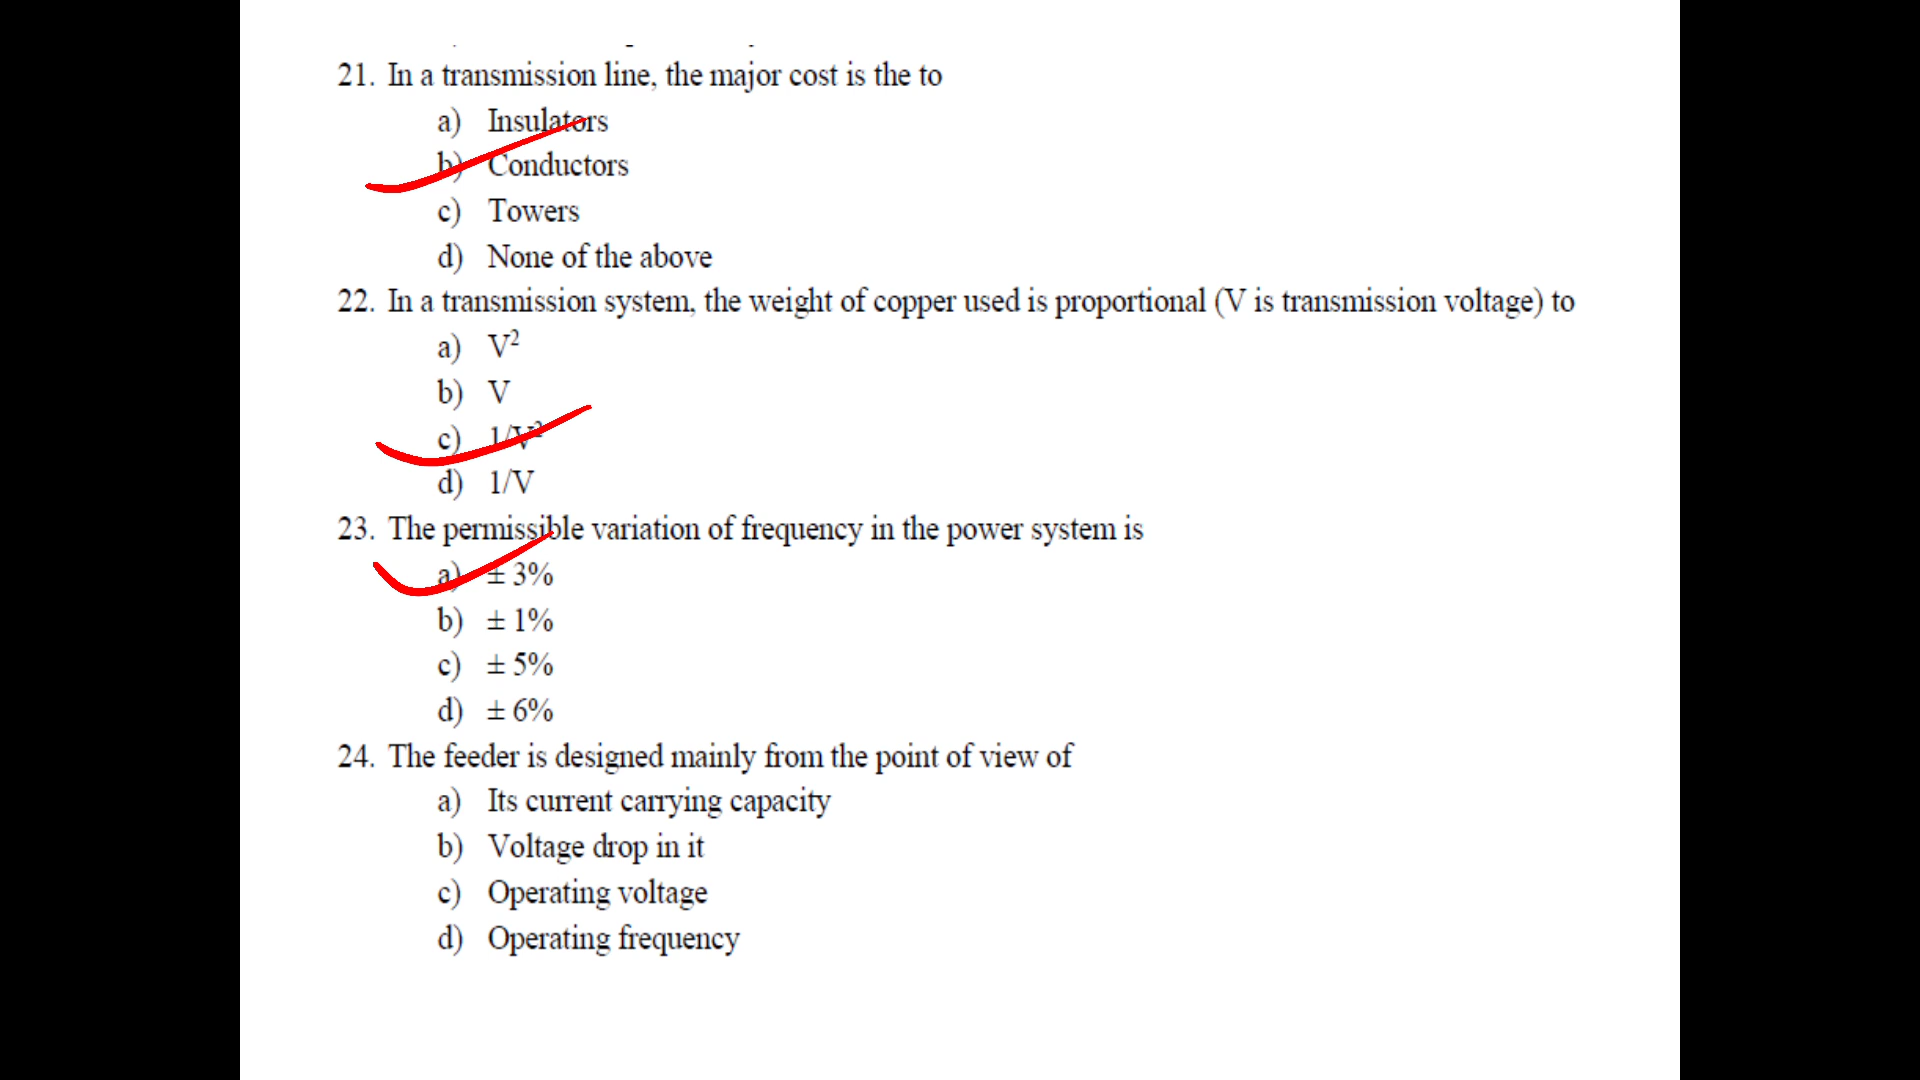 21. In a transmission line, the major cost is the to
a) Insulators
b) Conductors
c) Towers
d) None of the above
22. In a transmission system, the weight of copper used is proportional (V is transmission voltage) to
a) V²
b) V
c) 1/V²
d) 1/V
23. The permissible variation of frequency in the power system is
a) ± 3%
b) ± 1%
c) ± 5%
d) ± 6%
24. The feeder is designed mainly from the point of view of
a) Its current carrying capacity
b) Voltage drop in it
c) Operating voltage
d) Operating frequency